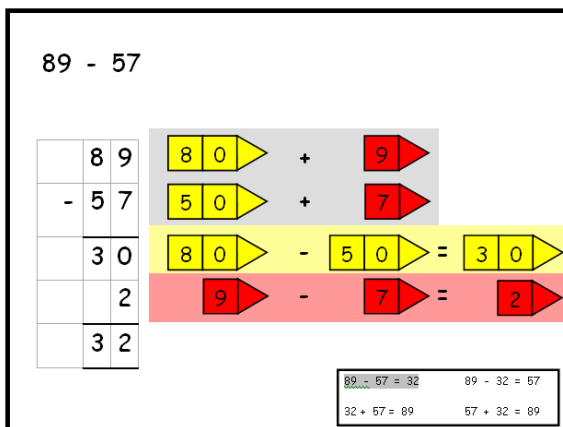 89 - 57
8 9 8 0 + 9
- 5 7 5 0 + 7
3 0 8 0 - 5 0 = 3 0
2 9 - 7 = 2
3 2
89 - 57 = 32 89 - 32 = 57
32 + 57 = 89 57 + 32 = 89